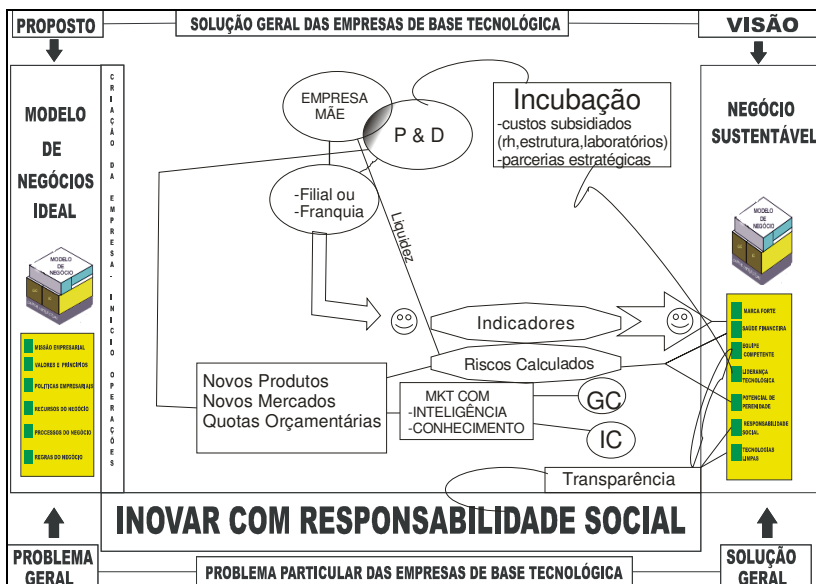 PROPOSTO
SOLUÇÃO GERAL DAS EMPRESAS DE BASE TECNOLÓGICA
VISÃO
MODELO
DE
NEGÓCIOS
IDEAL
MODELO
DE
NEGÓCIO
MISSÃO EMPRESARIAL
VALORES E PRINCÍPIOS
POLÍTICAS EMPRESARIAIS
RECURSOS DO NEGÓCIO
PROCESSOS DO NEGÓCIO
REGRAS DO NEGÓCIO
CRIAÇÃO DA EMPRESA- INICIO OPERAÇÕES
EMPRESA
MÃE
P & D
-Filial ou
-Franquia
Incubação
-custos subsidiados
(rh,estrutura,laboratórios)
-parcerias estratégicas
Liquidez
Indicadores
Riscos Calculados
Novos Produtos
Novos Mercados
Quotas Orçamentárias
MKT COM
-INTELIGÊNCIA
-CONHECIMENTO
GC
IC
Transparência
NEGÓCIO
SUSTENTÁVEL
MODELO
DE
NEGÓCIO
MARCA FORTE
SAÚDE FINANCEIRA
EQUIPE
COMPETENTE
LIDERANÇA
TECNOLÓGICA
POTENCIAL DE
PERENIDADE
RESPONSABILIDADE
SOCIAL
TECNOLOGIAS
LIMPAS
INOVAR COM RESPONSABILIDADE SOCIAL
PROBLEMA
GERAL
PROBLEMA PARTICULAR DAS EMPRESAS DE BASE TECNOLÓGICA
SOLUÇÃO
GERAL